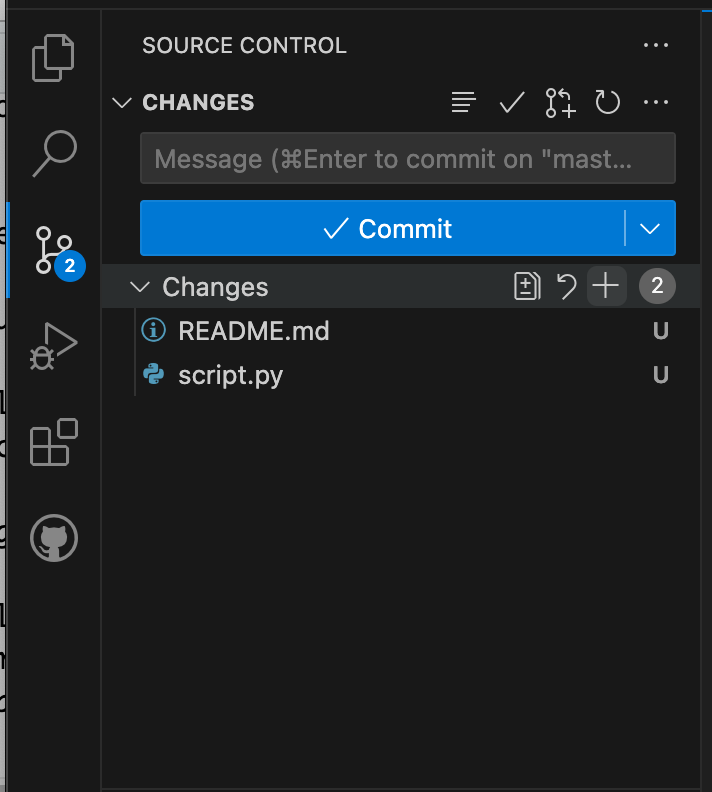 SOURCE CONTROL
CHANGES
Message (⌘Enter to commit on "mast...
Commit
2
Changes
2
README.md
U
script.py
U